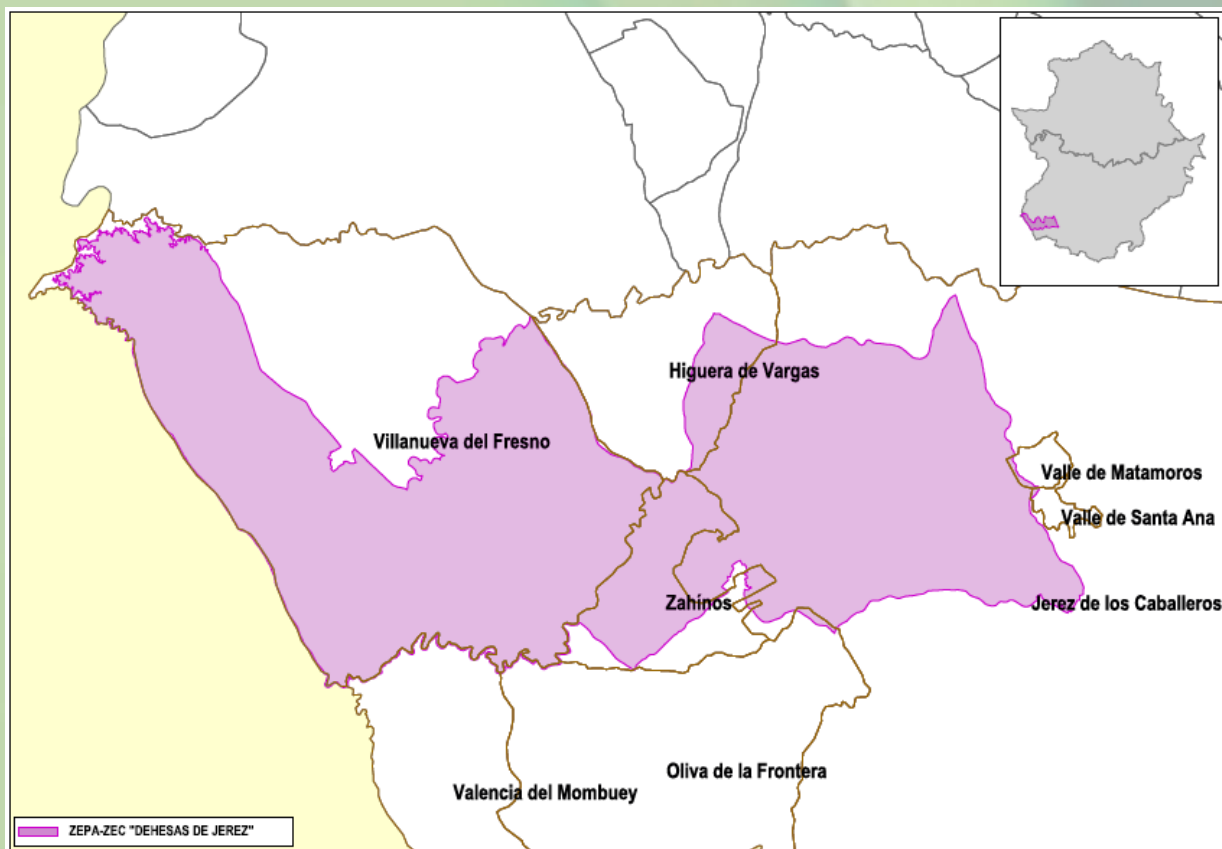 Higuera de Vargas
Villanueva del Fresno
Valle de Matamoros
Valle de Santa Ana
Zahínos
Jerez de los Caballeros
Oliva de la Frontera
Valencia del Mombuey
ZEPA-ZEC "DEHESAS DE JEREZ"